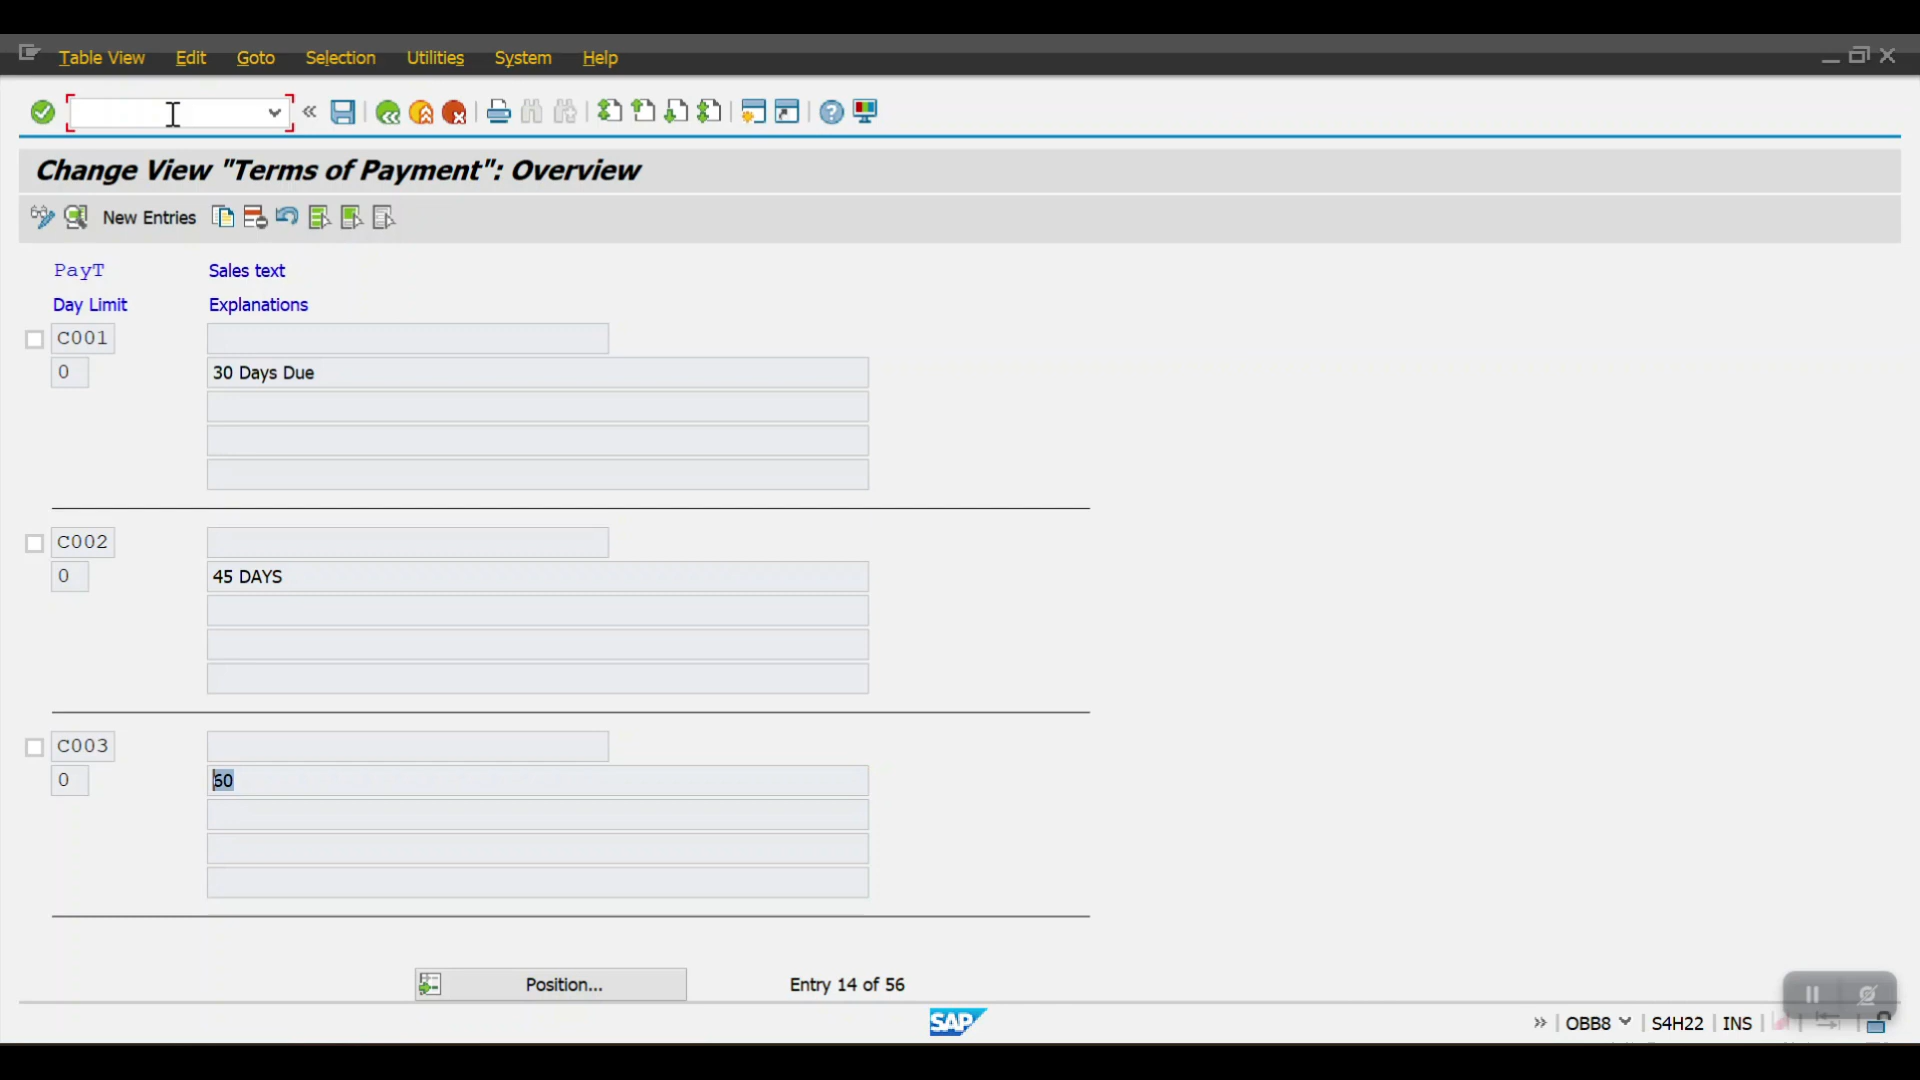 Table View Edit Goto Selection Utilities System Help
Change View "Terms of Payment": Overview
New Entries
PayT Sales text
Day Limit Explanations
C001
0 30 Days Due
C002
0 45 DAYS
C003
0 60
Position... Entry 14 of 56
SAP
OBB8 S4H22 INS